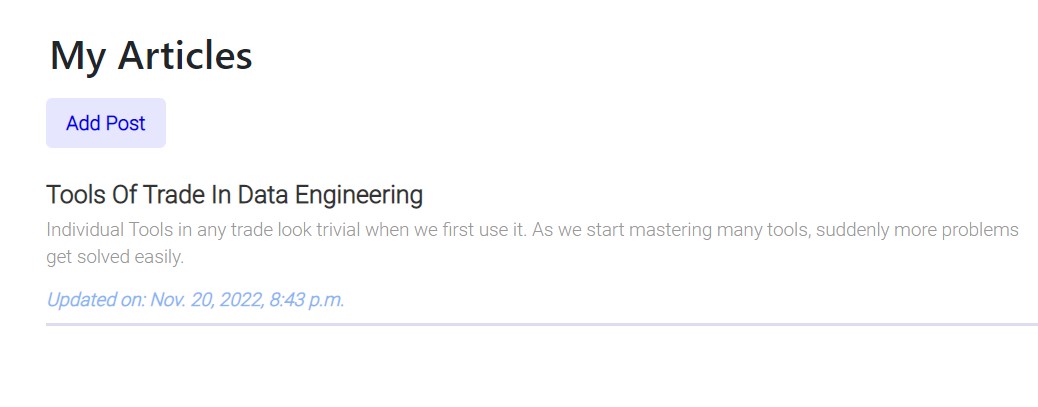 My Articles
Add Post
Tools Of Trade In Data Engineering
Individual Tools in any trade look trivial when we first use it. As we start mastering many tools, suddenly more problems
get solved easily.
Updated on: Nov. 20, 2022, 8:43 p.m.